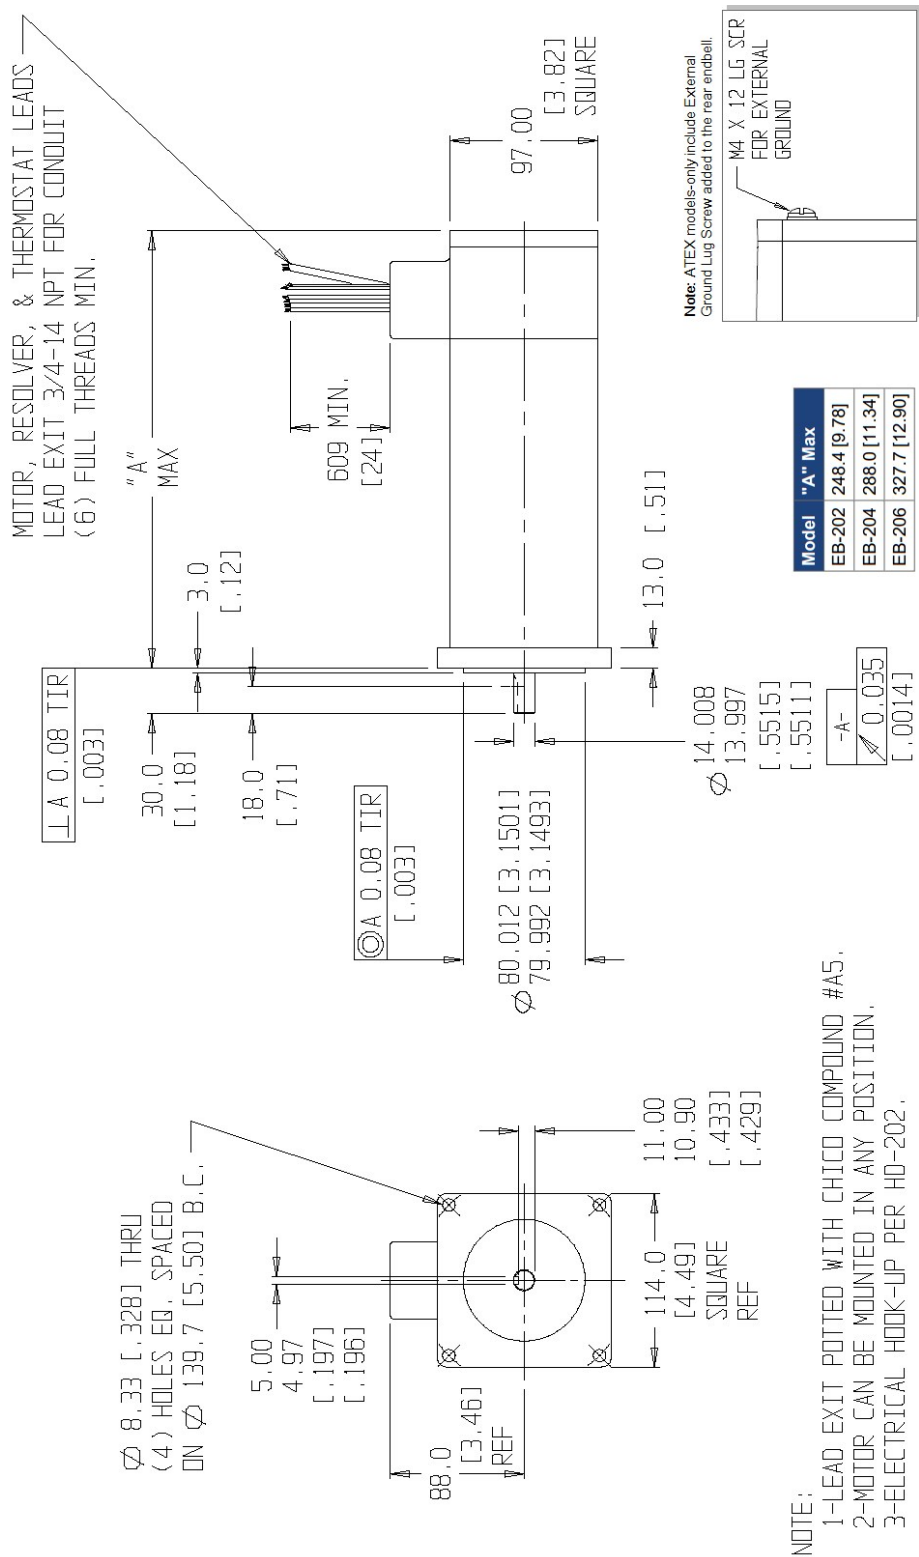 Ø 8.33 [.328] THRU
(4) HOLES EQ. SPACED
ON Ø 139.7 [5.50] B.C.
5.00
4.97
[.197]
[.196]
88.0
[3.46]
REF
114.0
[4.49]
SQUARE
REF
11.00
10.90
[.433]
[.429]
⊥ A 0.08 TIR
[.003]
30.0
[1.18]
18.0
[.71]
3.0
[.12]
◎ A 0.08 TIR
[.003]
Ø 80.012 [3.1501]
79.992 [3.1493]
MOTOR, RESOLVER, & THERMOSTAT LEADS
LEAD EXIT 3/4-14 NPT FOR CONDUIT
(6) FULL THREADS MIN.
"A"
MAX
609 MIN.
[24]
97.00
[3.82]
SQUARE
13.0 [.51]
Ø 14.008
13.997
[.5515]
[.5511]
-A-
0.035
[.0014]
Note: ATEX models-only include External
Ground Lug Screw added to the rear endbell.
M4 X 12 LG SCR
FOR EXTERNAL
GROUND
Model "A" Max
EB-202 248.4 [9.78]
EB-204 288.0 [11.34]
EB-206 327.7 [12.90]
NOTE:
1-LEAD EXIT POTTED WITH CHICO COMPOUND #A5.
2-MOTOR CAN BE MOUNTED IN ANY POSITION.
3-ELECTRICAL HOOK-UP PER HD-202.